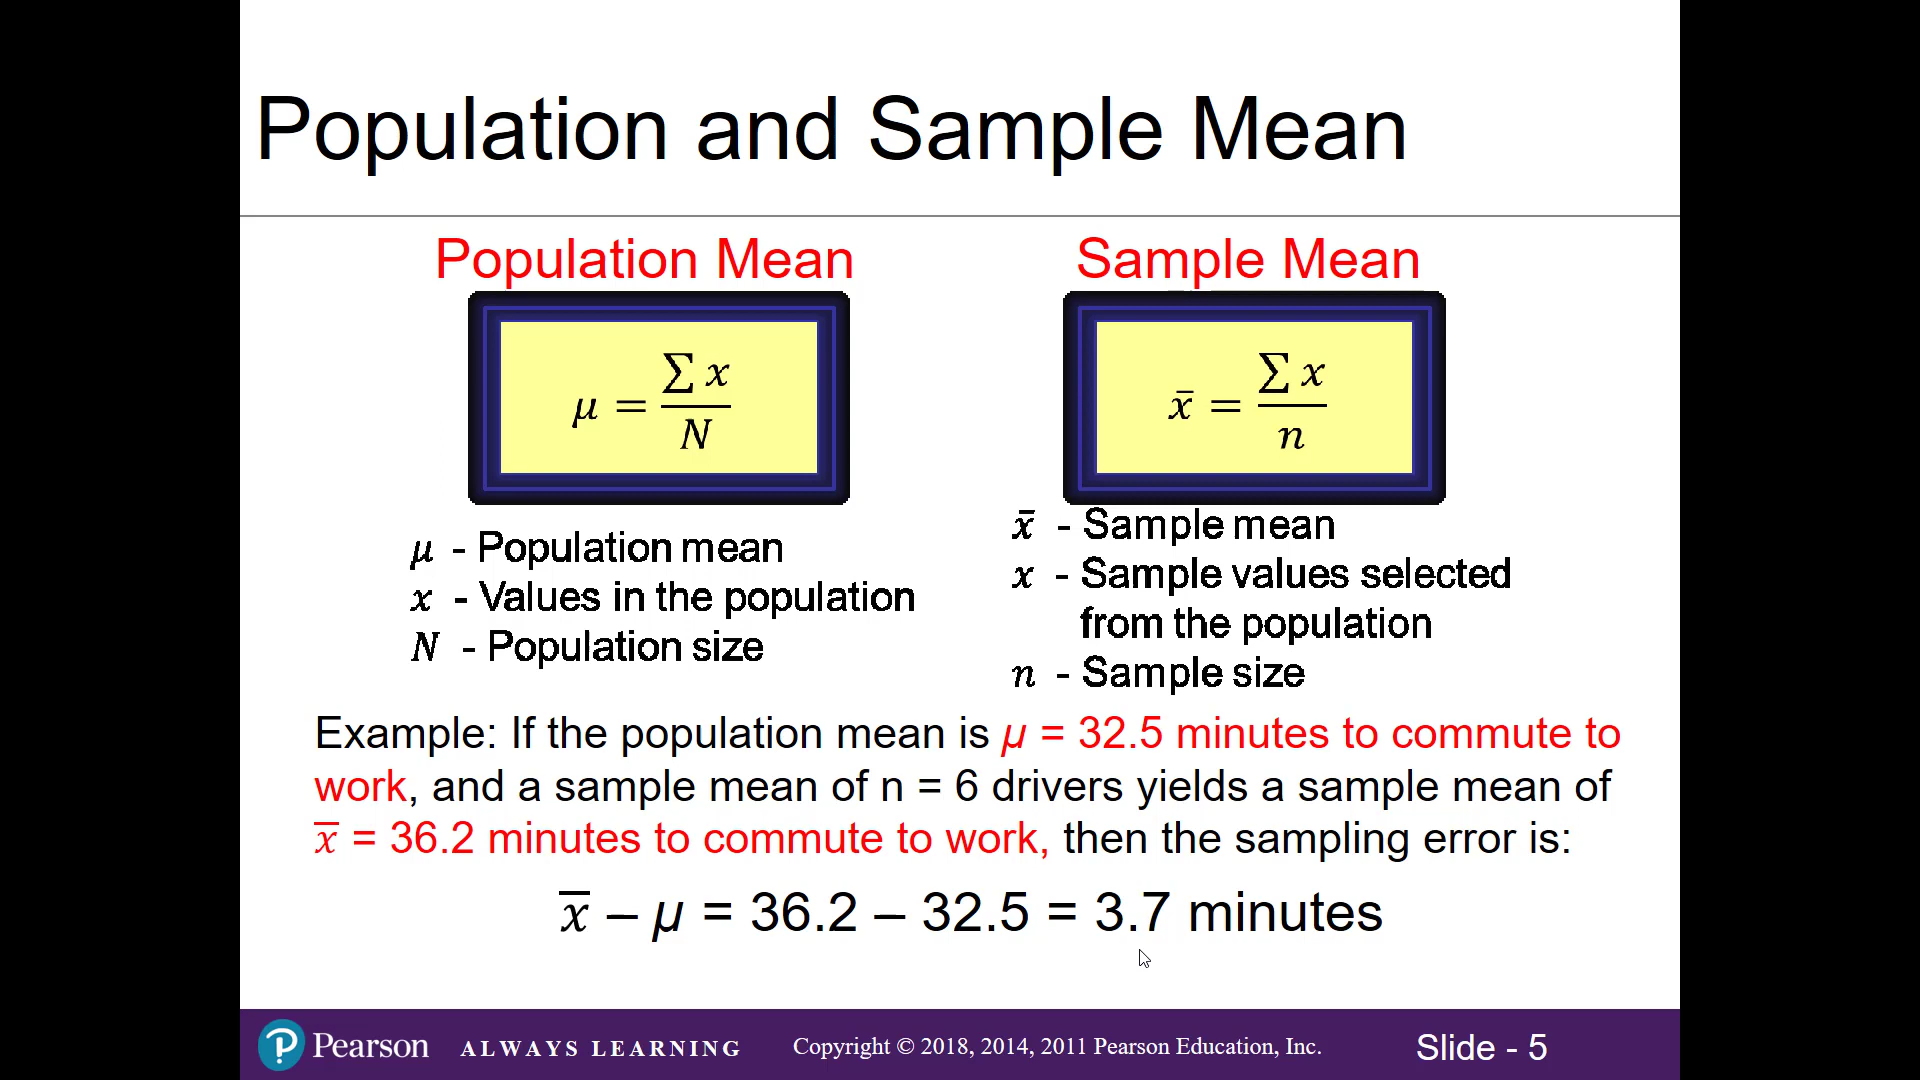 Population and Sample Mean
Population Mean
μ = ∑ x / N
μ - Population mean
x - Values in the population
N - Population size
Sample Mean
x̄ = ∑ x / n
x̄ - Sample mean
x - Sample values selected
from the population
n - Sample size
Example: If the population mean is μ = 32.5 minutes to commute to
work, and a sample mean of n = 6 drivers yields a sample mean of
x̄ = 36.2 minutes to commute to work, then the sampling error is:
x̄ – μ = 36.2 – 32.5 = 3.7 minutes
Pearson ALWAYS LEARNING Copyright © 2018, 2014, 2011 Pearson Education, Inc. Slide - 5